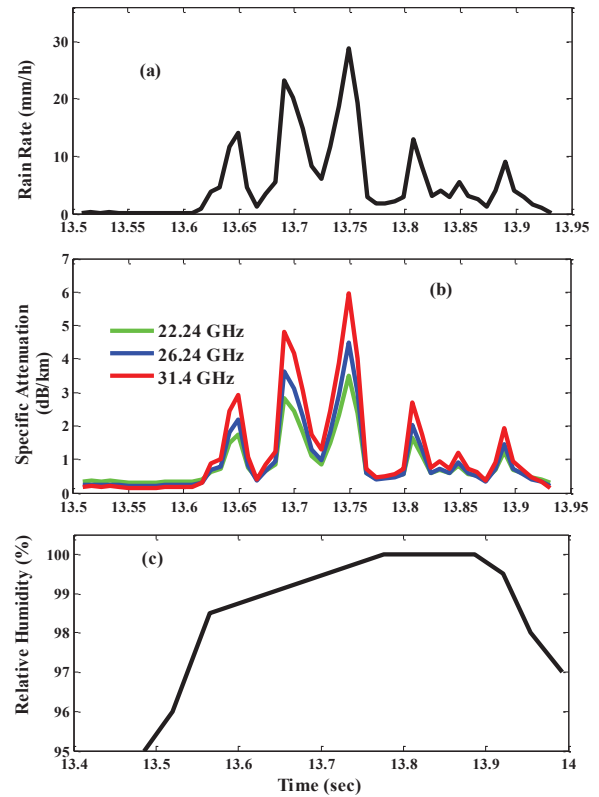 30
20
10
0
Rain Rate (mm/h)
(a)
13.5 13.55 13.6 13.65 13.7 13.75 13.8 13.85 13.9 13.95
7
6
5
4
3
2
1
0
Specific Attenuation
(dB/km)
(b)
22.24 GHz
26.24 GHz
31.4 GHz
13.5 13.55 13.6 13.65 13.7 13.75 13.8 13.85 13.9 13.95
100
99
98
97
96
95
Relative Humidity (%)
(c)
13.4 13.5 13.6 13.7 13.8 13.9 14
Time (sec)